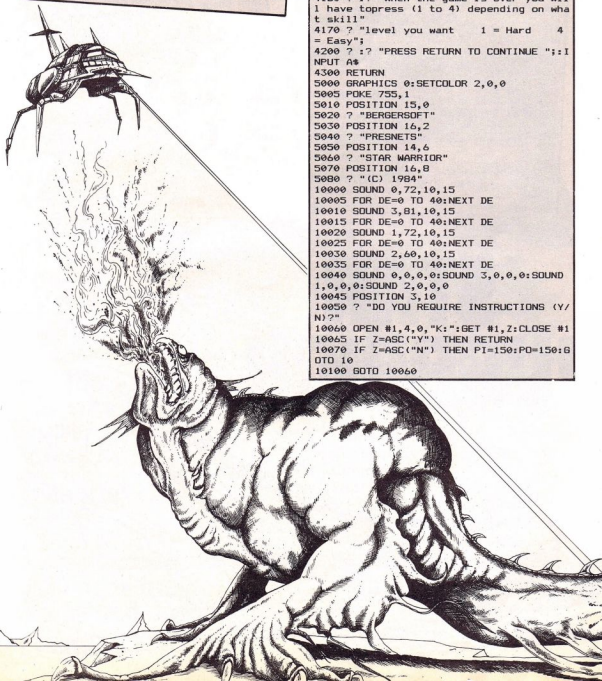 l have topress (1 to 4) depending on wha
t skill"
4170 ? "level you want    1 = Hard    4
= Easy";
4200 ? :? "PRESS RETURN TO CONTINUE ";:I
NPUT A$
4300 RETURN
5000 GRAPHICS 0:SETCOLOR 2,0,0
5005 POKE 755,1
5010 POSITION 15,0
5020 ? "BERGERSOFT"
5030 POSITION 16,2
5040 ? "PRESNETS"
5050 POSITION 14,6
5060 ? "STAR WARRIOR"
5070 POSITION 16,8
5080 ? "(C) 1984"
10000 SOUND 0,72,10,15
10005 FOR DE=0 TO 40:NEXT DE
10010 SOUND 3,81,10,15
10015 FOR DE=0 TO 40:NEXT DE
10020 SOUND 1,72,10,15
10025 FOR DE=0 TO 40:NEXT DE
10030 SOUND 2,60,10,15
10035 FOR DE=0 TO 40:NEXT DE
10040 SOUND 0,0,0,0:SOUND 3,0,0,0:SOUND
1,0,0,0:SOUND 2,0,0,0
10045 POSITION 3,10
10050 ? "DO YOU REQUIRE INSTRUCTIONS (Y/
N)?"
10060 OPEN #1,4,0,"K:":GET #1,Z:CLOSE #1
10065 IF Z=ASC("Y") THEN RETURN
10070 IF Z=ASC("N") THEN PI=150:PO=150:G
OTO 10
10100 GOTO 10060